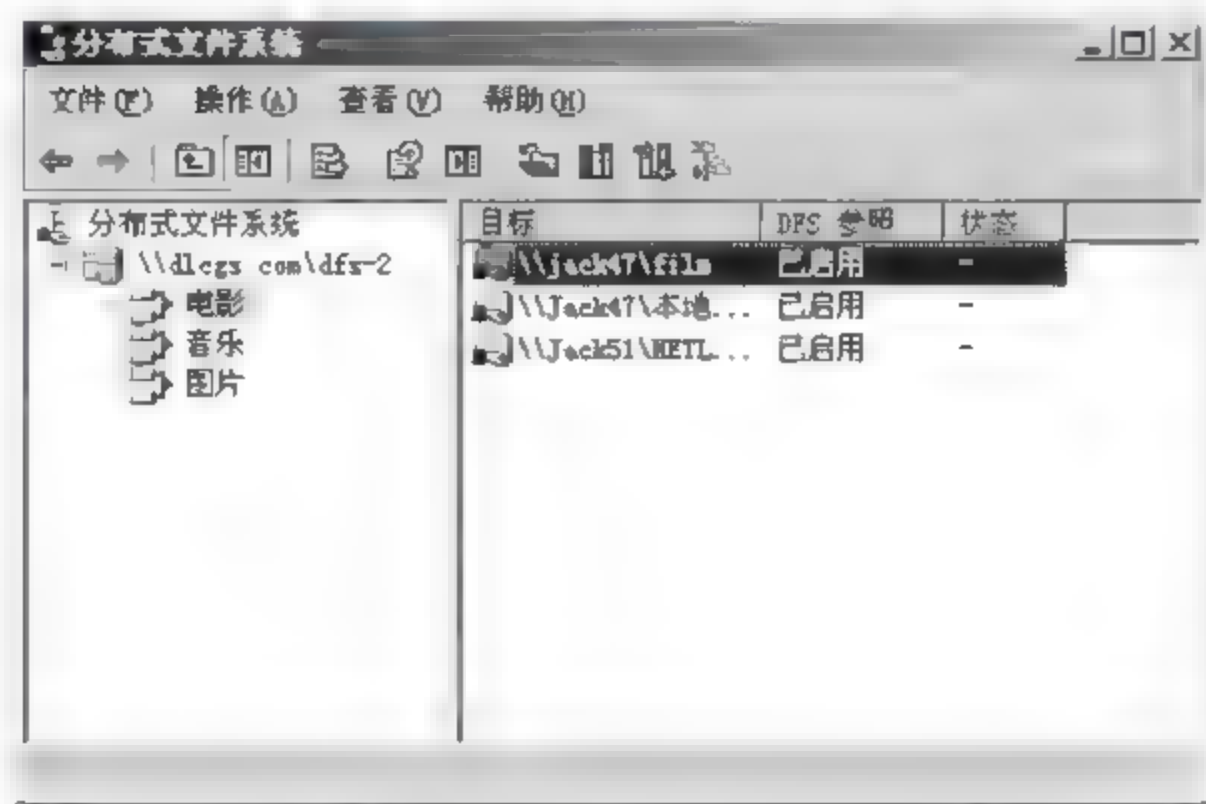 分布式文件系统
文件(F) 操作(A) 查看(V) 帮助(H)
分布式文件系统
\\dlcgs com\dfs-2
电影
音乐
图片
目标 DFS 参照 状态
\\jack47\film 已启用 -
\\Jack47\本地... 已启用 -
\\Jack51\NETL... 已启用 -